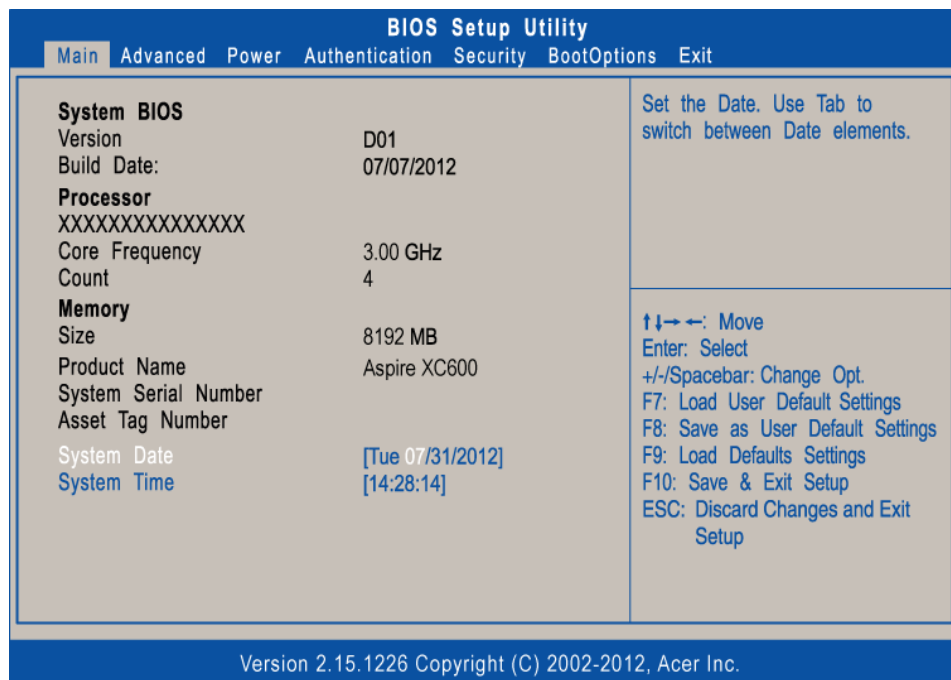 BIOS Setup Utility
Main Advanced Power Authentication Security BootOptions Exit
System BIOS
Version D01
Build Date: 07/07/2012
Processor
XXXXXXXXXXXXXXX
Core Frequency 3.00 GHz
Count 4
Memory
Size 8192 MB
Product Name Aspire XC600
System Serial Number
Asset Tag Number
System Date [Tue 07/31/2012]
System Time [14:28:14]
Set the Date. Use Tab to
switch between Date elements.
↑↓→←: Move
Enter: Select
+/-/Spacebar: Change Opt.
F7: Load User Default Settings
F8: Save as User Default Settings
F9: Load Defaults Settings
F10: Save & Exit Setup
ESC: Discard Changes and Exit
Setup
Version 2.15.1226 Copyright (C) 2002-2012, Acer Inc.